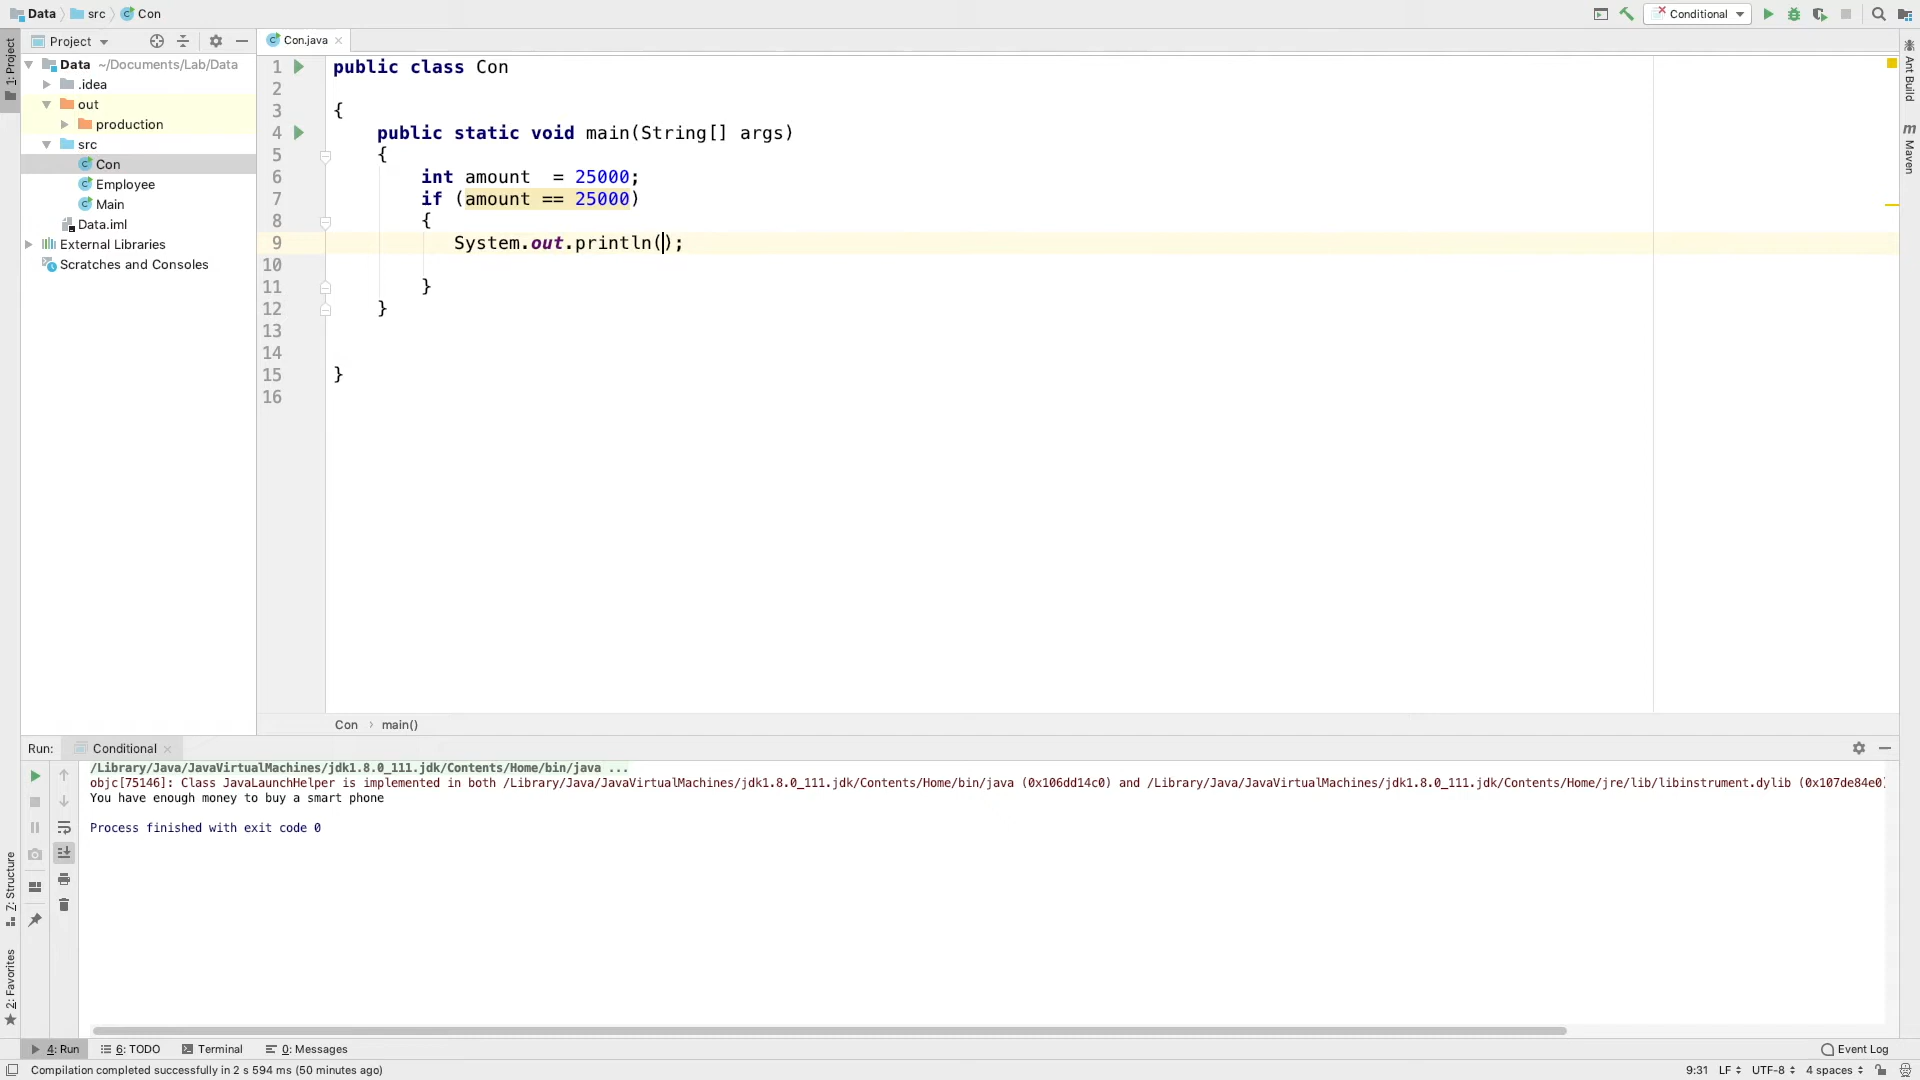 Data src Con
Conditional
1: Project
Project
Con.java
Data ~/Documents/Lab/Data
.idea
out
production
src
Con
Employee
Main
Data.iml
External Libraries
Scratches and Consoles
1 public class Con
2
3 {
4 public static void main(String[] args)
5 {
6 int amount  = 25000;
7 if (amount == 25000)
8 {
9 System.out.println();
10
11 }
12 }
13
14
15 }
16
Ant Build
m Maven
Con › main()
Run: Conditional
/Library/Java/JavaVirtualMachines/jdk1.8.0_111.jdk/Contents/Home/bin/java ...
objc[75146]: Class JavaLaunchHelper is implemented in both /Library/Java/JavaVirtualMachines/jdk1.8.0_111.jdk/Contents/Home/bin/java (0x106dd14c0) and /Library/Java/JavaVirtualMachines/jdk1.8.0_111.jdk/Contents/Home/jre/lib/libinstrument.dylib (0x107de84e0)
You have enough money to buy a smart phone
Process finished with exit code 0
Z: Structure
2: Favorites
4: Run 6: TODO Terminal 0: Messages Event Log
Compilation completed successfully in 2 s 594 ms (50 minutes ago) 9:31 LF UTF-8 4 spaces